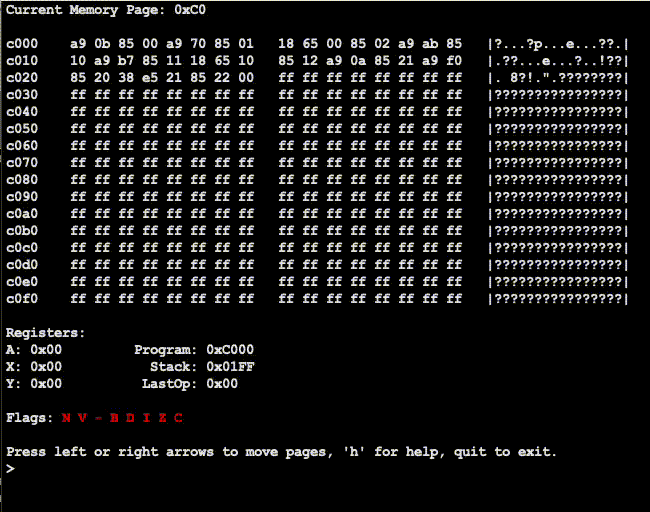 Current Memory Page: 0xC0
c000 a9 0b 85 00 a9 70 85 01 18 65 00 85 02 a9 ab 85 |?...?p...e...??.|
c010 10 a9 b7 85 11 18 65 10 85 12 a9 0a 85 21 a9 f0 |.??...e...?..!??|
c020 85 20 38 e5 21 85 22 00 ff ff ff ff ff ff ff ff |. 8?!.".????????|
c030 ff ff ff ff ff ff ff ff ff ff ff ff ff ff ff ff |????????????????|
c040 ff ff ff ff ff ff ff ff ff ff ff ff ff ff ff ff |????????????????|
c050 ff ff ff ff ff ff ff ff ff ff ff ff ff ff ff ff |????????????????|
c060 ff ff ff ff ff ff ff ff ff ff ff ff ff ff ff ff |????????????????|
c070 ff ff ff ff ff ff ff ff ff ff ff ff ff ff ff ff |????????????????|
c080 ff ff ff ff ff ff ff ff ff ff ff ff ff ff ff ff |????????????????|
c090 ff ff ff ff ff ff ff ff ff ff ff ff ff ff ff ff |????????????????|
c0a0 ff ff ff ff ff ff ff ff ff ff ff ff ff ff ff ff |????????????????|
c0b0 ff ff ff ff ff ff ff ff ff ff ff ff ff ff ff ff |????????????????|
c0c0 ff ff ff ff ff ff ff ff ff ff ff ff ff ff ff ff |????????????????|
c0d0 ff ff ff ff ff ff ff ff ff ff ff ff ff ff ff ff |????????????????|
c0e0 ff ff ff ff ff ff ff ff ff ff ff ff ff ff ff ff |????????????????|
c0f0 ff ff ff ff ff ff ff ff ff ff ff ff ff ff ff ff |????????????????|
Registers:
A: 0x00 Program: 0xC000
X: 0x00 Stack: 0x01FF
Y: 0x00 LastOp: 0x00
Flags: N V - B D I Z C
Press left or right arrows to move pages, 'h' for help, quit to exit.
>